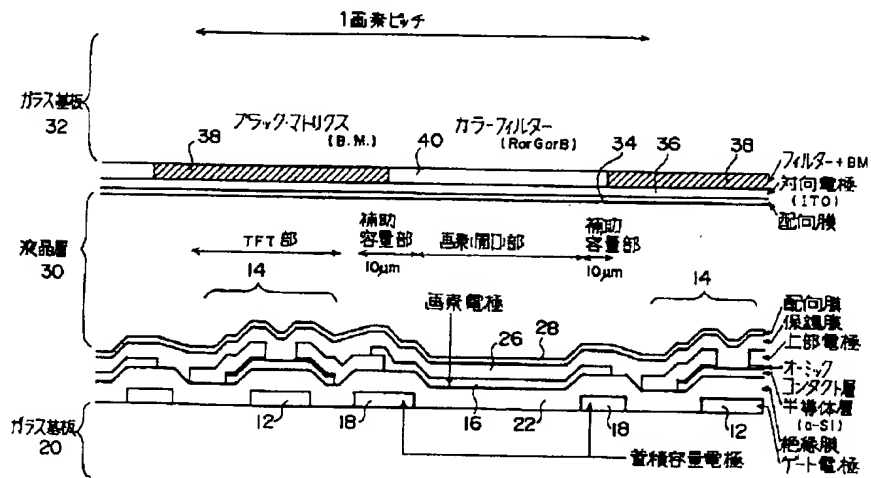 1画素ピッチ
ガラス基板
32
ブラック・マトリクス
(B.M.)
カラーフィルター
(RorGorB)
38
40
34
36
38
フィルター+BM
対向電極
(ITO)
配向膜
液晶層
30
TFT部
補助
容量部
10μm
画素(開口)部
補助
容量部
10μm
14
14
画素電極
26
28
配向膜
保護膜
上部電極
オーミック
コンタクト層
半導体層
(a-Si)
絶縁膜
ゲート電極
ガラス基板
20
12
18
16
22
18
12
蓄積容量電極